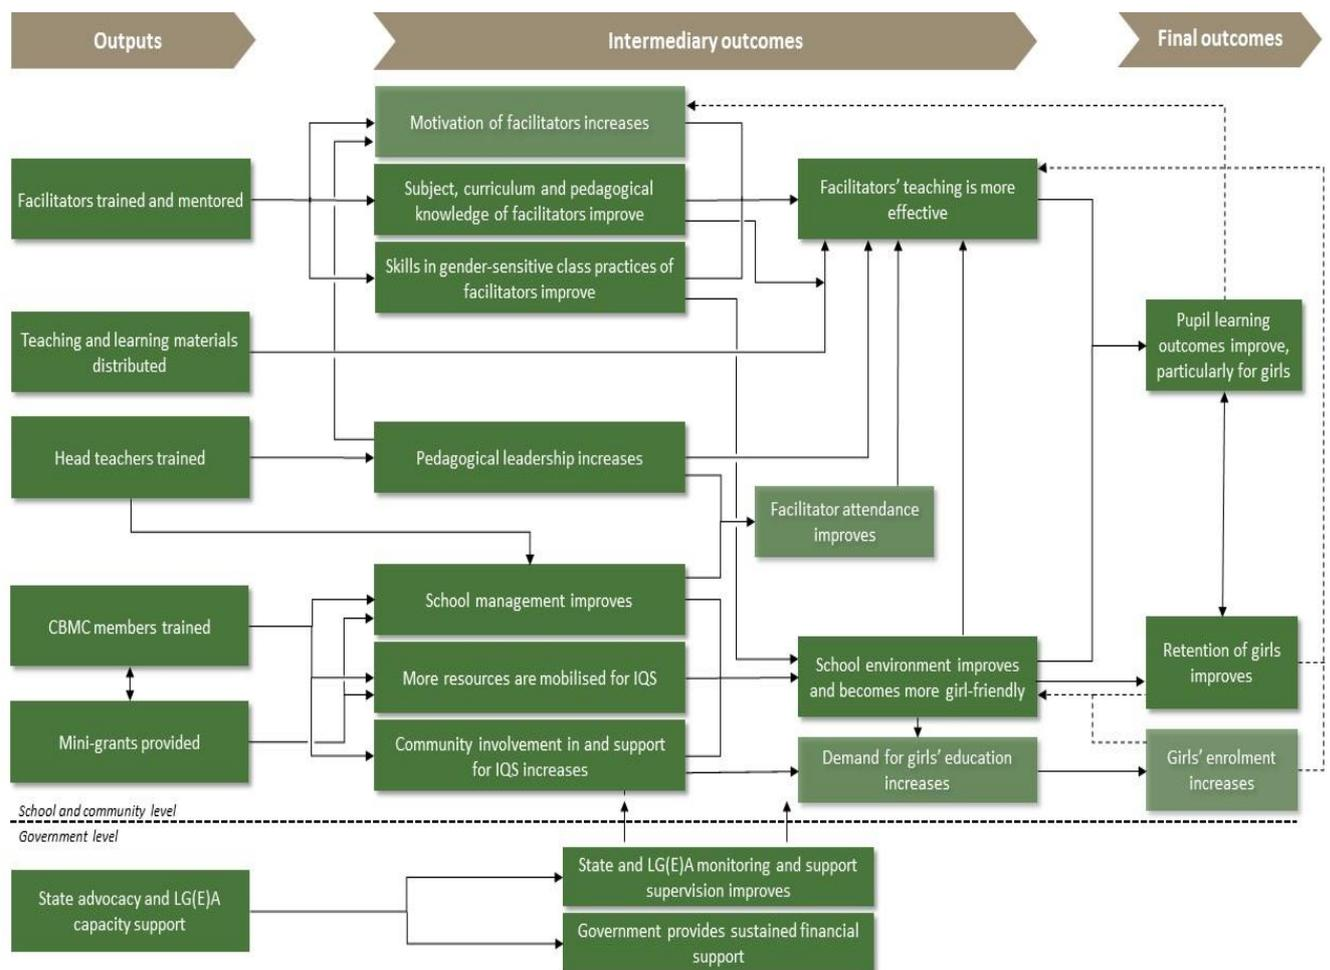 Outputs
Intermediary outcomes
Final outcomes
Motivation of facilitators increases
Facilitators trained and mentored
Subject, curriculum and pedagogical
knowledge of facilitators improve
Facilitators' teaching is more
effective
Skills in gender-sensitive class practices of
facilitators improve
Teaching and learning materials
distributed
Pupil learning
outcomes improve,
particularly for girls
Head teachers trained
Pedagogical leadership increases
Facilitator attendance
improves
CBMC members trained
School management improves
More resources are mobilised for IQS
School environment improves
and becomes more girl-friendly
Retention of girls
improves
Mini-grants provided
Community involvement in and support
for IQS increases
Demand for girls' education
increases
Girls' enrolment
increases
School and community level
Government level
State advocacy and LG(E)A
capacity support
State and LG(E)A monitoring and support
supervision improves
Government provides sustained financial
support